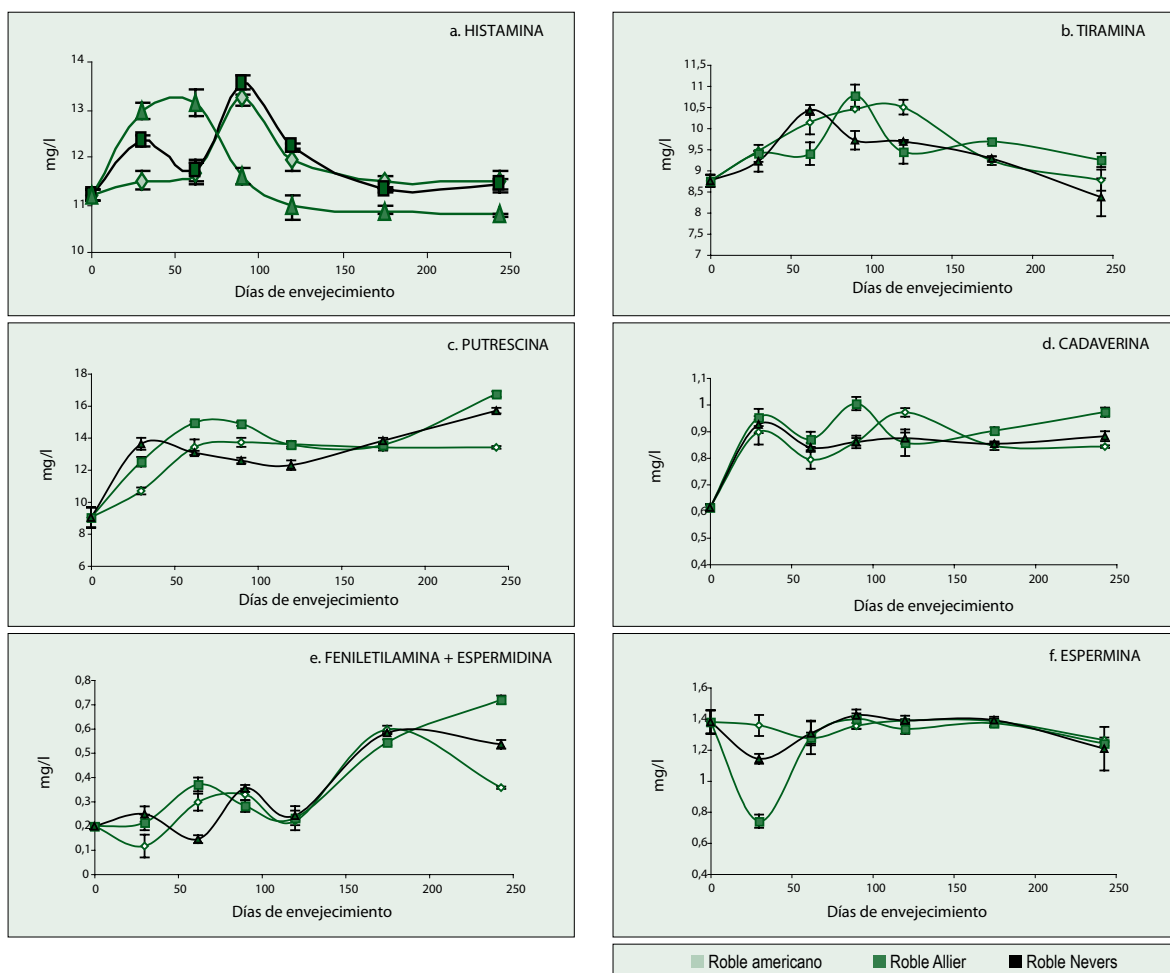 a. HISTAMINA
mg/l
14
13
12
11
10
0 50 100 150 200 250
Días de envejecimiento
b. TIRAMINA
mg/l
11,5
11
10,5
10
9,5
9
8,5
8
7,5
7
0 50 100 150 200 250
Días de envejecimiento
c. PUTRESCINA
mg/l
18
16
14
12
10
8
6
0 50 100 150 200 250
Días de envejecimiento
d. CADAVERINA
mg/l
1,1
1
0,9
0,8
0,7
0,6
0,5
0,4
0 50 100 150 200 250
Días de envejecimiento
e. FENILETILAMINA + ESPERMIDINA
mg/l
0,8
0,7
0,6
0,5
0,4
0,3
0,2
0,1
0
0 50 100 150 200 250
Días de envejecimiento
f. ESPERMINA
mg/l
1,6
1,4
1,2
1
0,8
0,6
0,4
0 50 100 150 200 250
Días de envejecimiento
Roble americano Roble Allier Roble Nevers